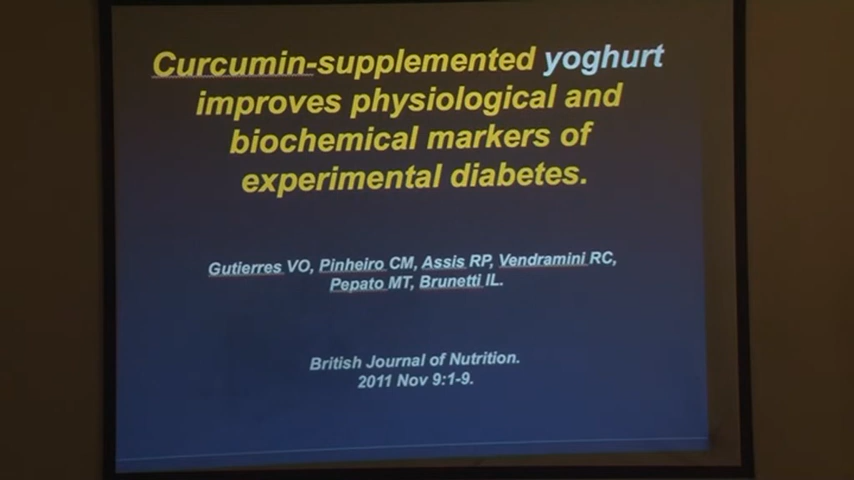 Curcumin-supplemented yoghurt
improves physiological and
biochemical markers of
experimental diabetes.
Gutierres VO, Pinheiro CM, Assis RP, Vendramini RC,
Pepato MT, Brunetti IL.
British Journal of Nutrition.
2011 Nov 9:1-9.